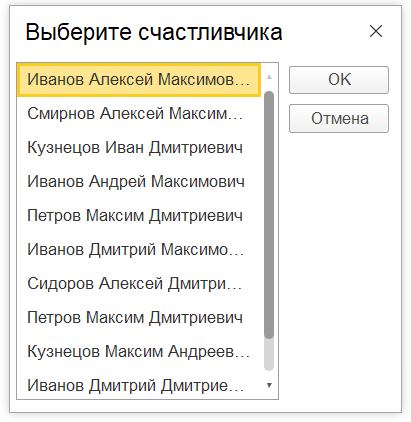 Выберите счастливчика
Иванов Алексей Максимов…
OK
Смирнов Алексей Максим…
Отмена
Кузнецов Иван Дмитриевич
Иванов Андрей Максимович
Петров Максим Дмитриевич
Иванов Дмитрий Максимо…
Сидоров Алексей Дмитри…
Петров Максим Дмитриевич
Кузнецов Максим Андреев…
Иванов Дмитрий Дмитрие…